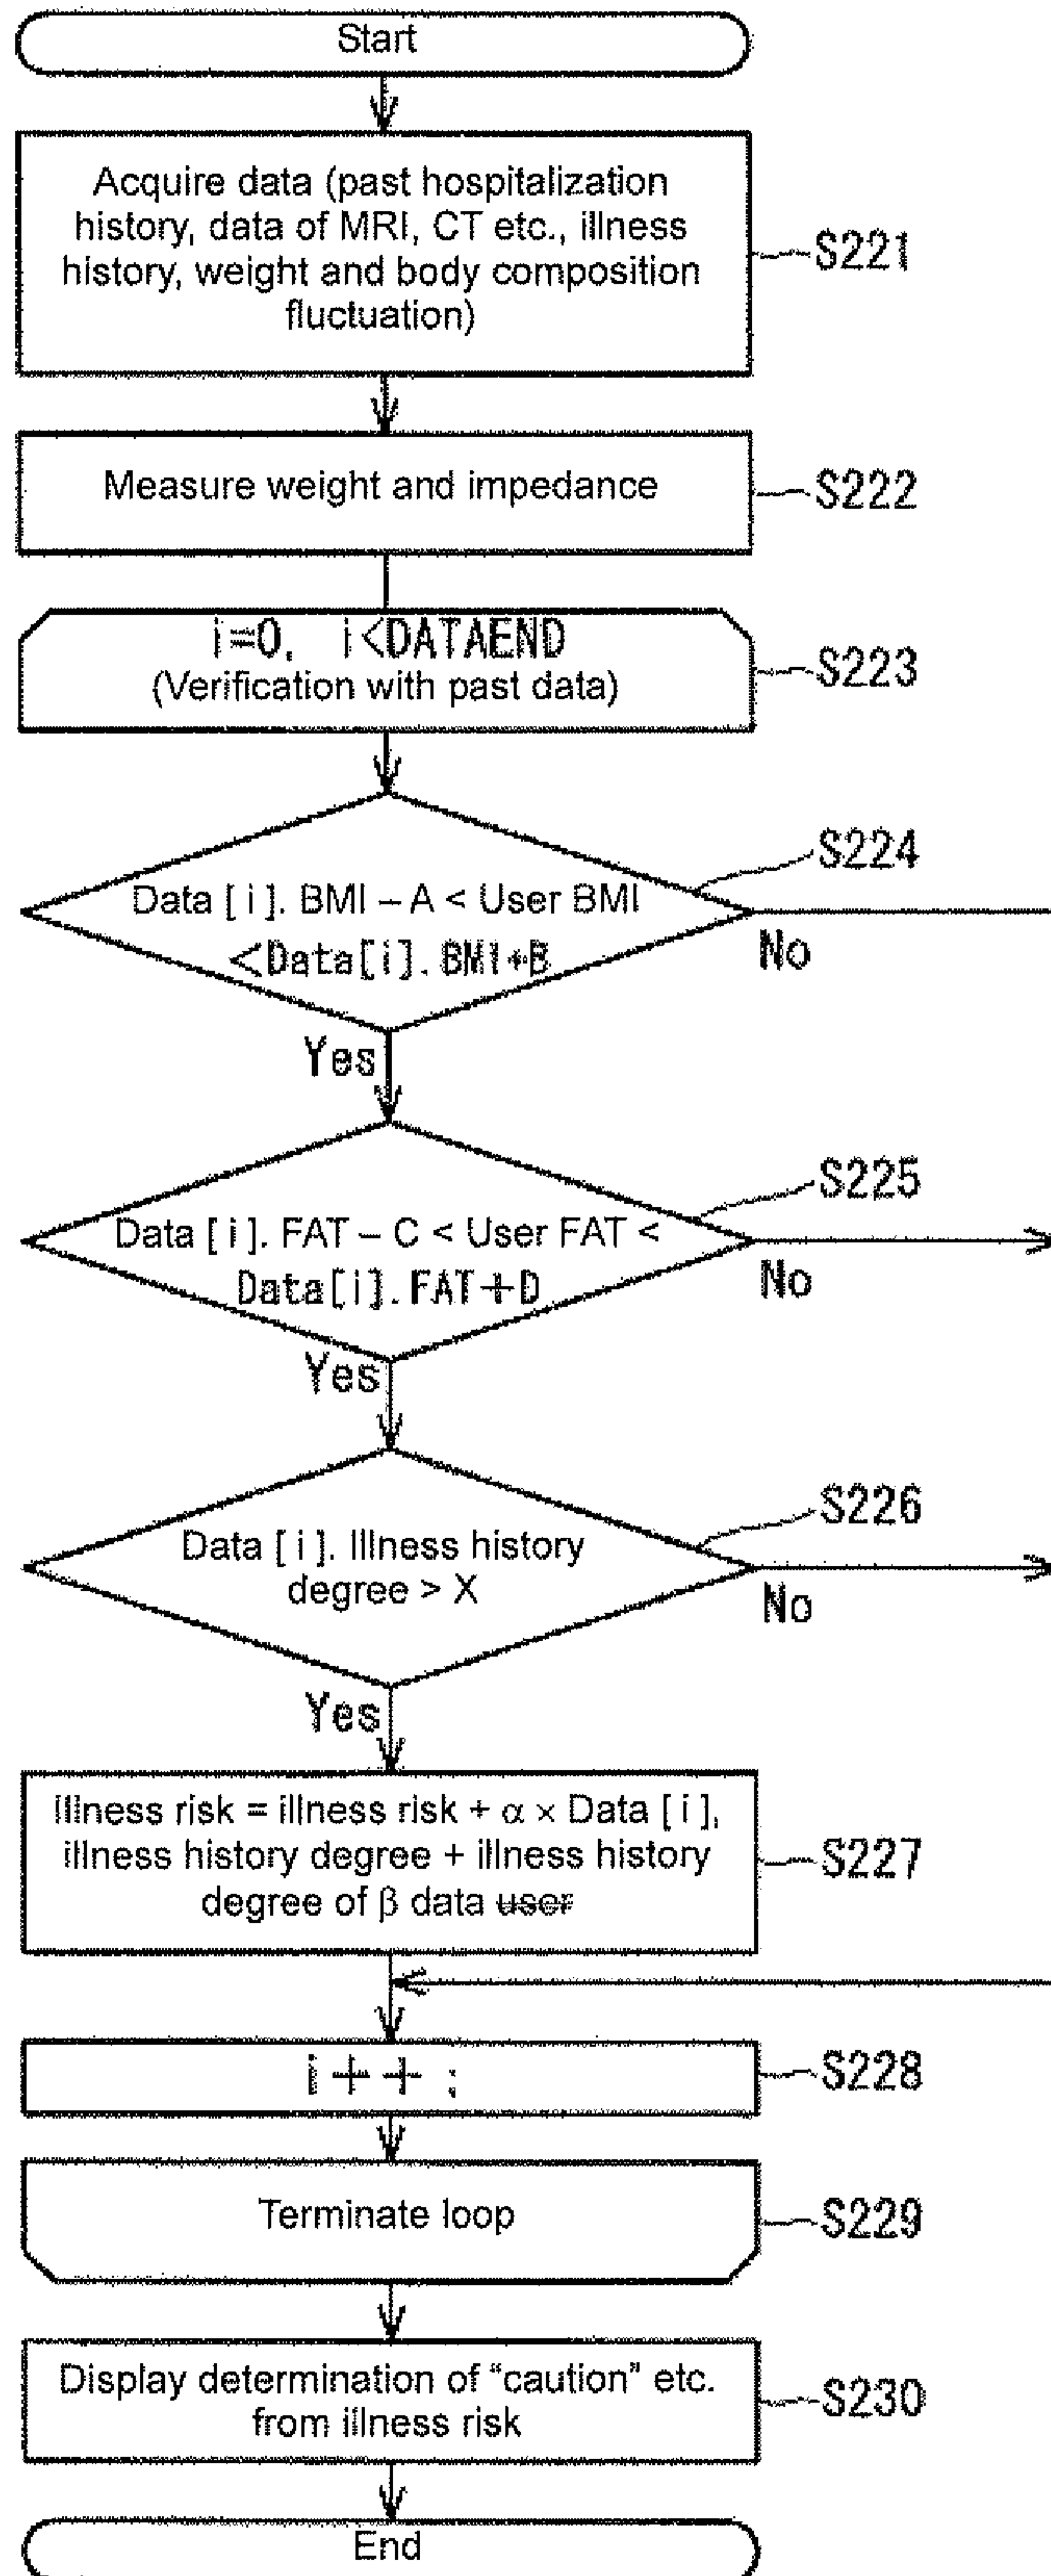 Start
Acquire data (past hospitalization
history, data of MRI, CT etc., illness
history, weight and body composition
fluctuation)
S221
Measure weight and impedance
S222
i=0, i<DATAEND
(Verification with past data)
S223
Data [ i ]. BMI – A < User BMI
<Data[i]. BMI+B
S224
No
Yes
Data [ i ]. FAT – C < User FAT <
Data[i]. FAT+D
S225
No
Yes
Data [ i ]. Illness history
degree > X
S226
No
Yes
Illness risk = illness risk + α × Data [ i ],
illness history degree + illness history
degree of β data user
S227
i++ ;
S228
Terminate loop
S229
Display determination of “caution” etc.
from illness risk
S230
End